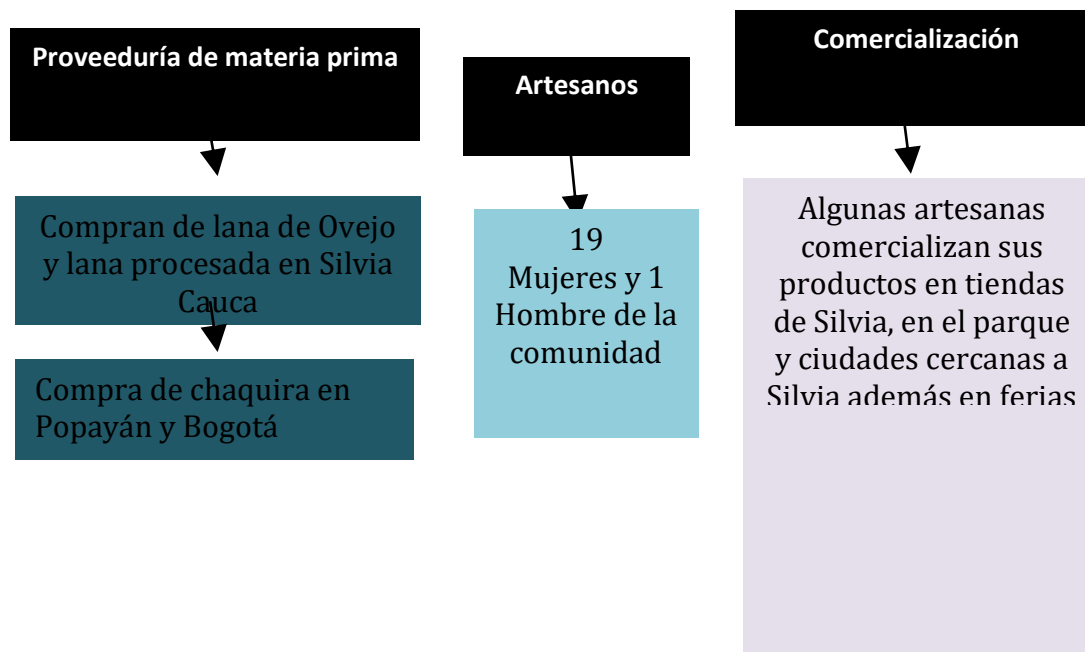 Proveeduría de materia prima
Compran de lana de Ovejo
y lana procesada en Silvia
Cauca
Compra de chaquira en
Popayán y Bogotá
Artesanos
19
Mujeres y 1
Hombre de la
comunidad
Comercialización
Algunas artesanas
comercializan sus
productos en tiendas
de Silvia, en el parque
y ciudades cercanas a
Silvia además en ferias